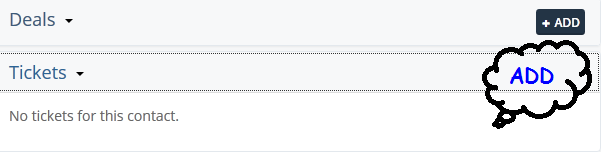 Deals + ADD
Tickets ADD
No tickets for this contact.